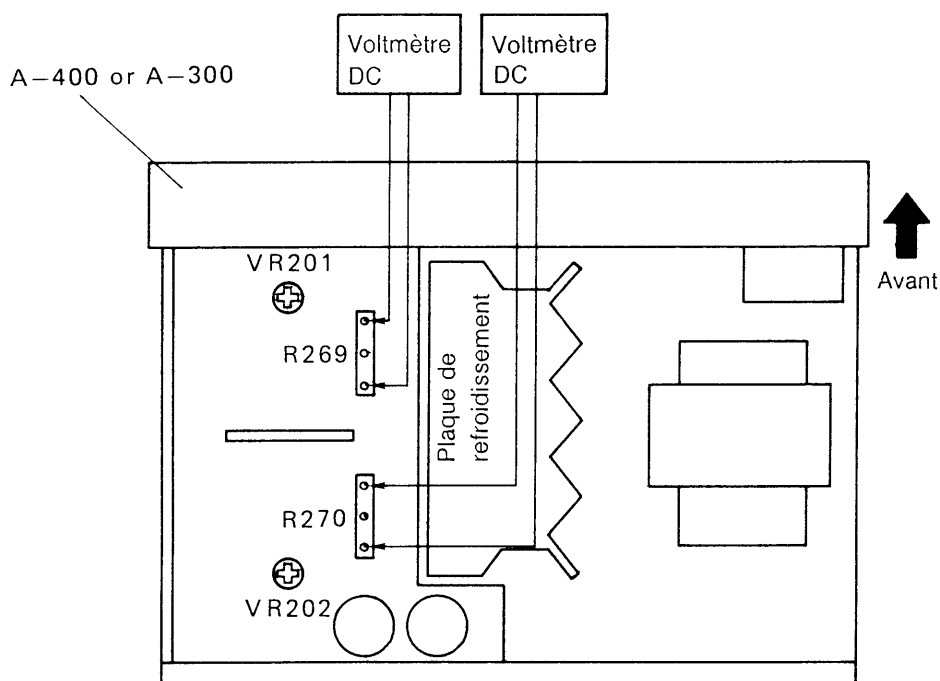 Voltmètre
DC
Voltmètre
DC
A-400 or A-300
Avant
VR201
R269
Plaque de
refroidissement
R270
VR202